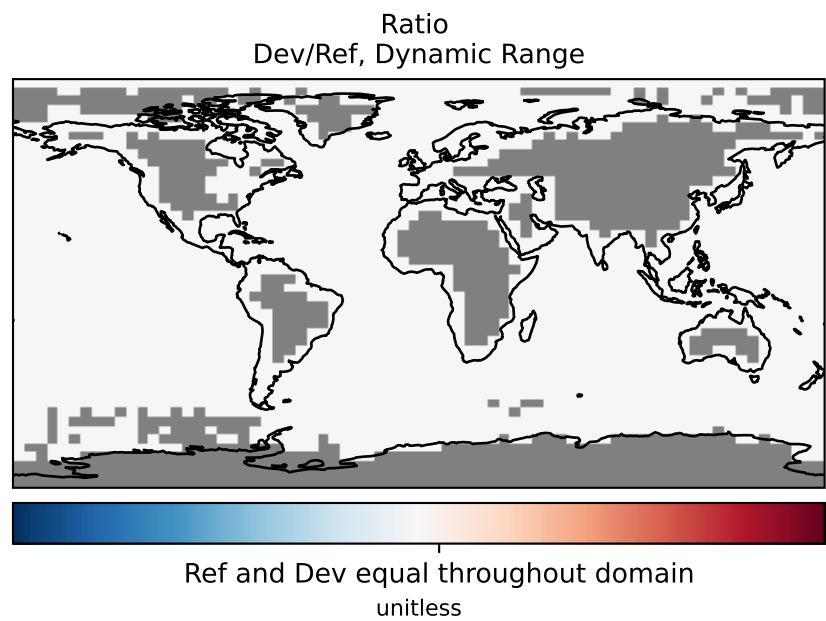 Ratio
Dev/Ref, Dynamic Range
Ref and Dev equal throughout domain
unitless